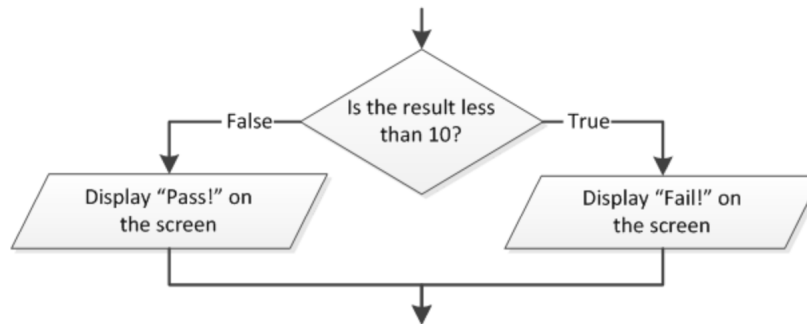 Is the result less
than 10?
False
True
Display “Pass!” on
the screen
Display “Fail!” on
the screen